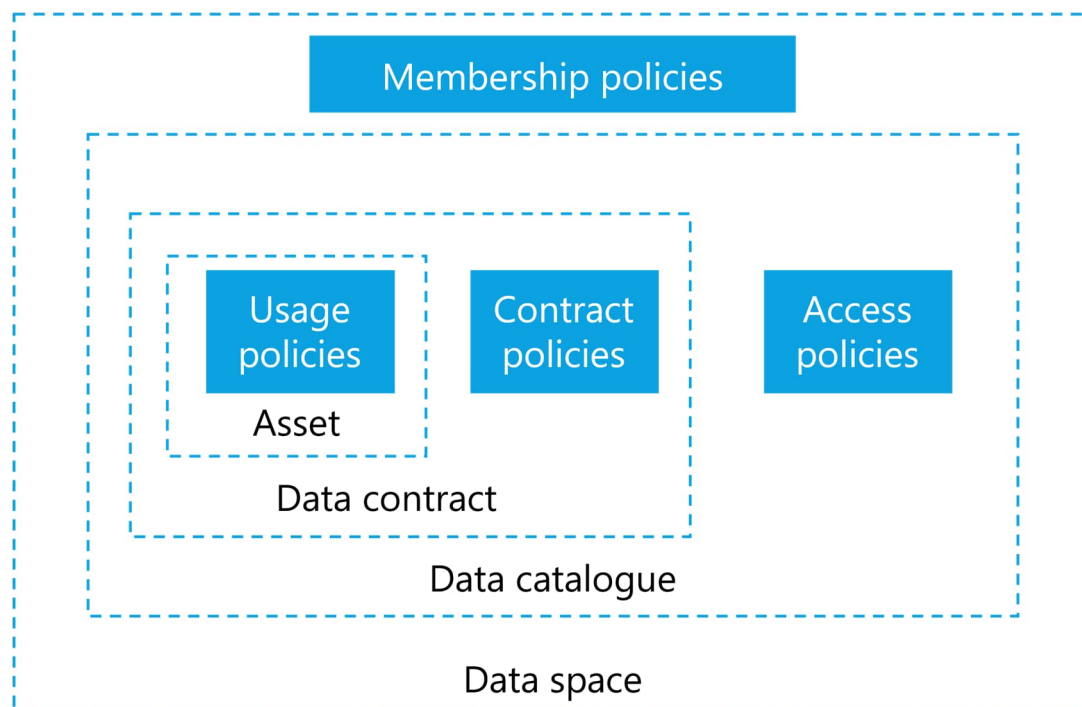 Membership policies
Usage
policies
Contract
policies
Access
policies
Asset
Data contract
Data catalogue
Data space